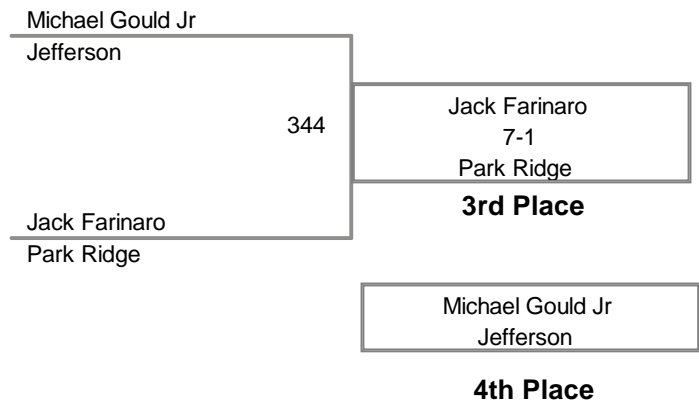 Michael Gould Jr
Jefferson
344
Jack Farinaro
7-1
Park Ridge
3rd Place
Jack Farinaro
Park Ridge
Michael Gould Jr
Jefferson
4th Place